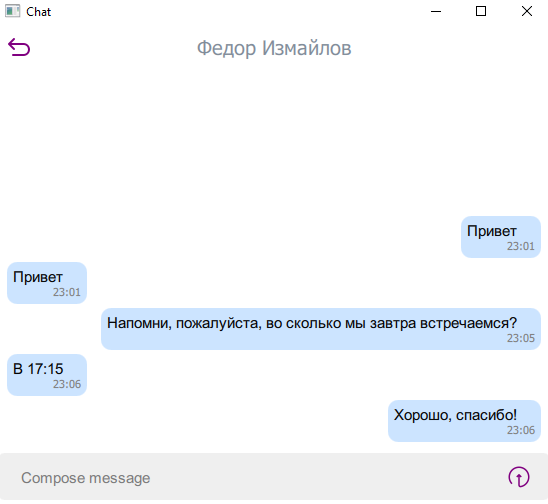 Chat
Федор Измайлов
Привет
23:01
Привет
23:01
Напомни, пожалуйста, во сколько мы завтра встречаемся?
23:05
В 17:15
23:06
Хорошо, спасибо!
23:06
Compose message